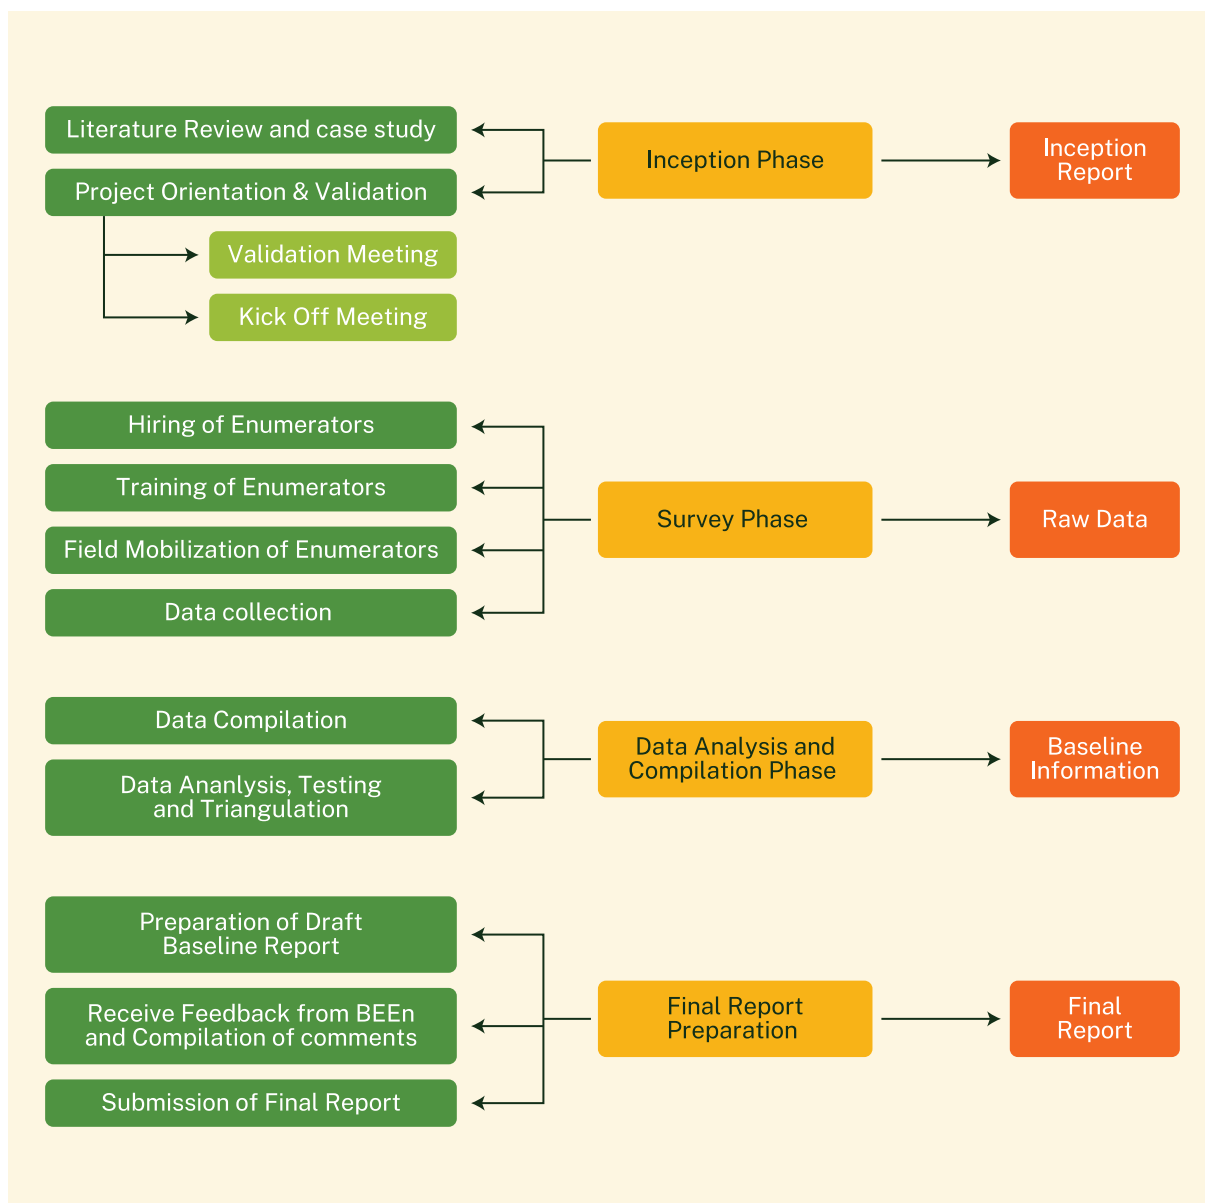 Literature Review and case study
Project Orientation & Validation
Validation Meeting
Kick Off Meeting
Inception Phase
Inception
Report
Hiring of Enumerators
Training of Enumerators
Field Mobilization of Enumerators
Data collection
Survey Phase
Raw Data
Data Compilation
Data Ananlysis, Testing
and Triangulation
Data Analysis and
Compilation Phase
Baseline
Information
Preparation of Draft
Baseline Report
Receive Feedback from BEEn
and Compilation of comments
Submission of Final Report
Final Report
Preparation
Final
Report